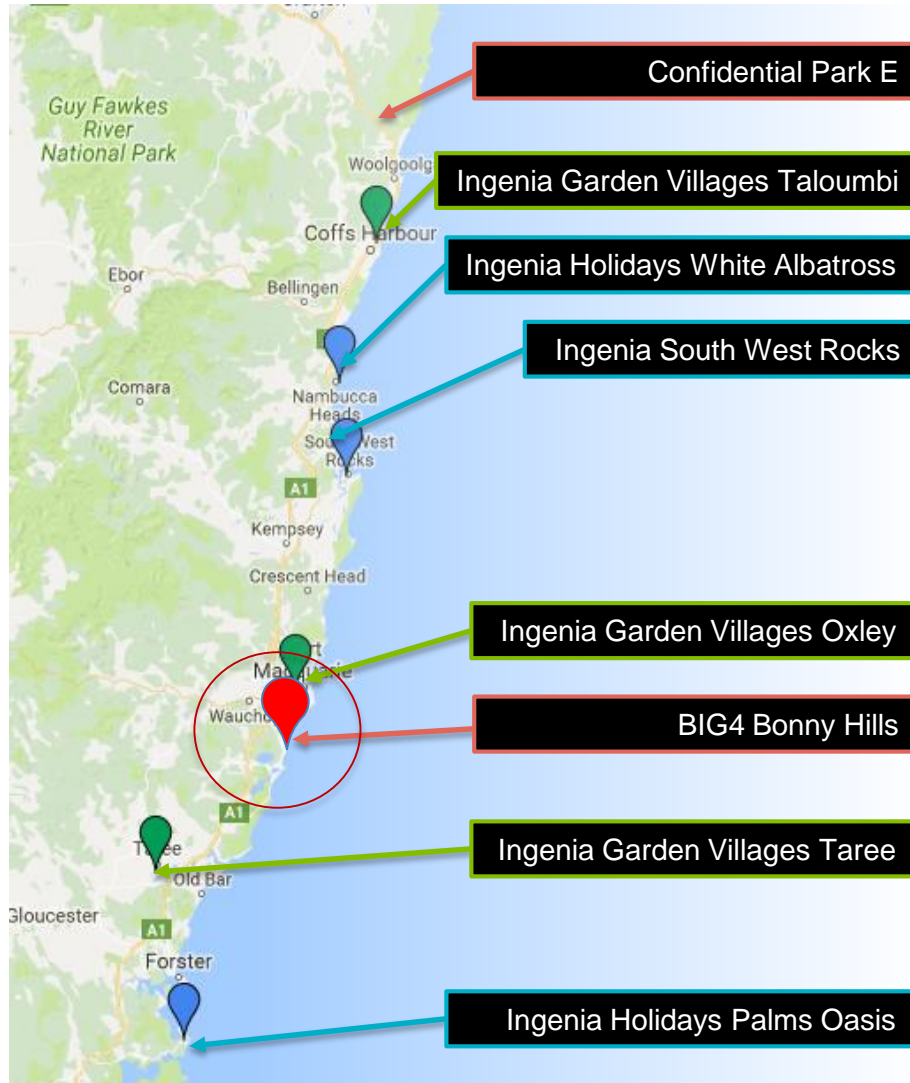 Confidential Park E
Guy Fawkes
River
National Park
Woolgoolg
Ingenia Garden Villages Taloumbi
Coffs Harbour
Ebor
Bellingen
Ingenia Holidays White Albatross
Ingenia South West Rocks
Comara
Nambucca
Heads
South West
Rocks
A1
Kempsey
Crescent Head
Ingenia Garden Villages Oxley
Macquarie
BIG4 Bonny Hills
A1
Ingenia Garden Villages Taree
Old Bar
Gloucester
A1
Forster
Ingenia Holidays Palms Oasis